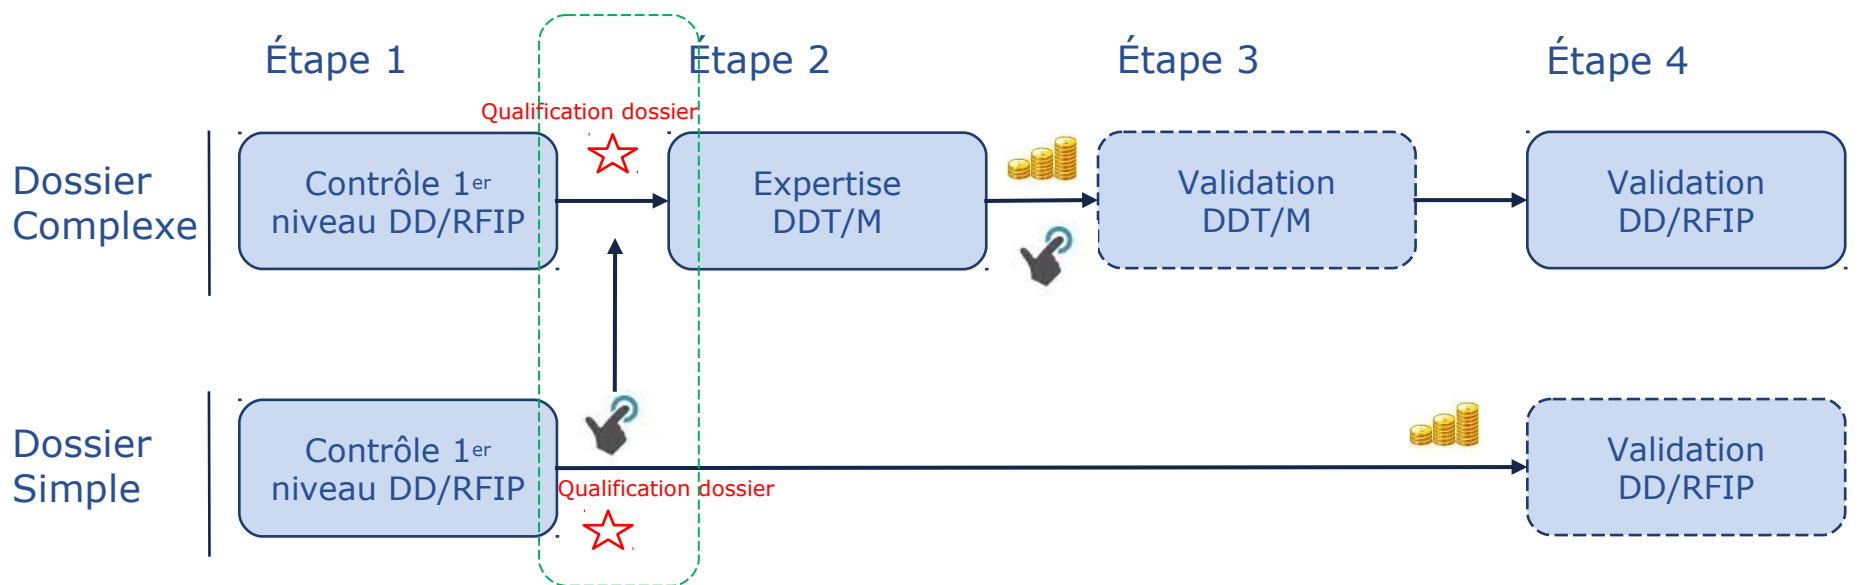 Étape 1
Étape 2
Étape 3
Étape 4
Qualification dossier
Dossier
Complexe
Contrôle 1er
niveau DD/RFIP
Expertise
DDT/M
Validation
DDT/M
Validation
DD/RFIP
Dossier
Simple
Contrôle 1er
niveau DD/RFIP
Qualification dossier
Validation
DD/RFIP